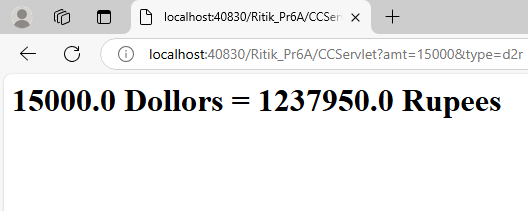 localhost:40830/Ritik_Pr6A/CCSer
localhost:40830/Ritik_Pr6A/CCServlet?amt=15000&type=d2r
15000.0 Dollors = 1237950.0 Rupees